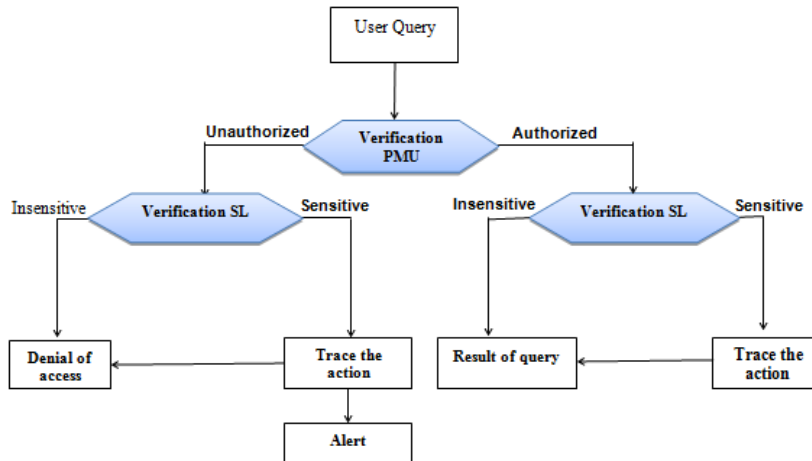 User Query
Unauthorized
Verification
PMU
Authorized
Insensitive
Verification SL
Sensitive
Insensitive
Verification SL
Sensitive
Denial of
access
Trace the
action
Result of query
Trace the
action
Alert